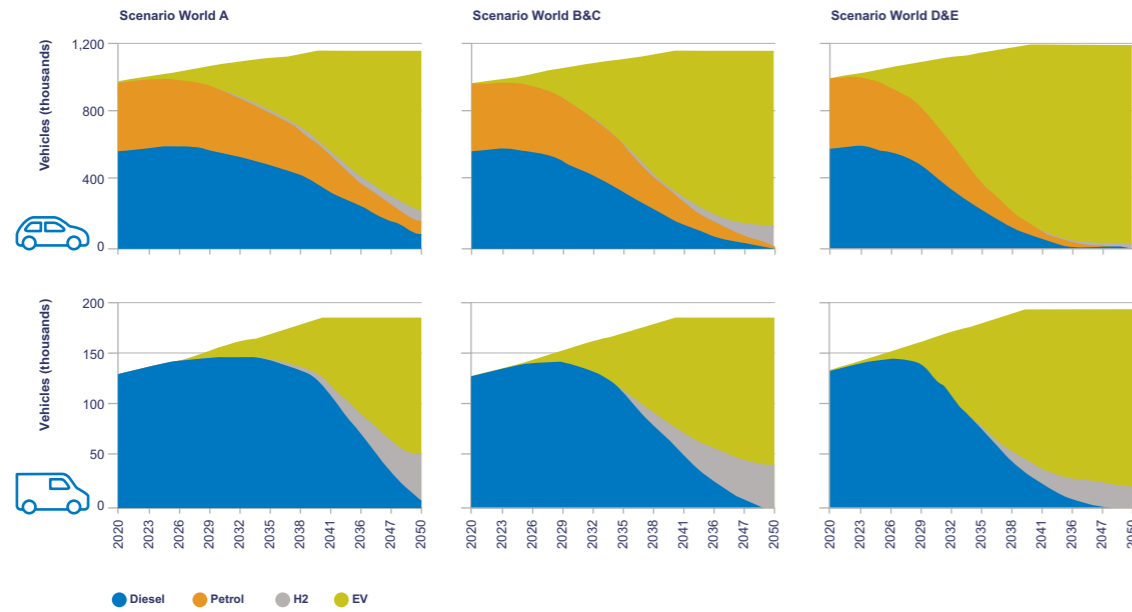 Scenario World A
Scenario World B&C
Scenario World D&E
Vehicles (thousands)
1,200
800
400
0
Vehicles (thousands)
200
150
100
50
0
2020 2023 2026 2029 2032 2035 2038 2041 2036 2047 2050
2020 2023 2026 2029 2032 2035 2038 2041 2036 2047 2050
2020 2023 2026 2029 2032 2035 2038 2041 2036 2047 2050
Diesel Petrol H2 EV